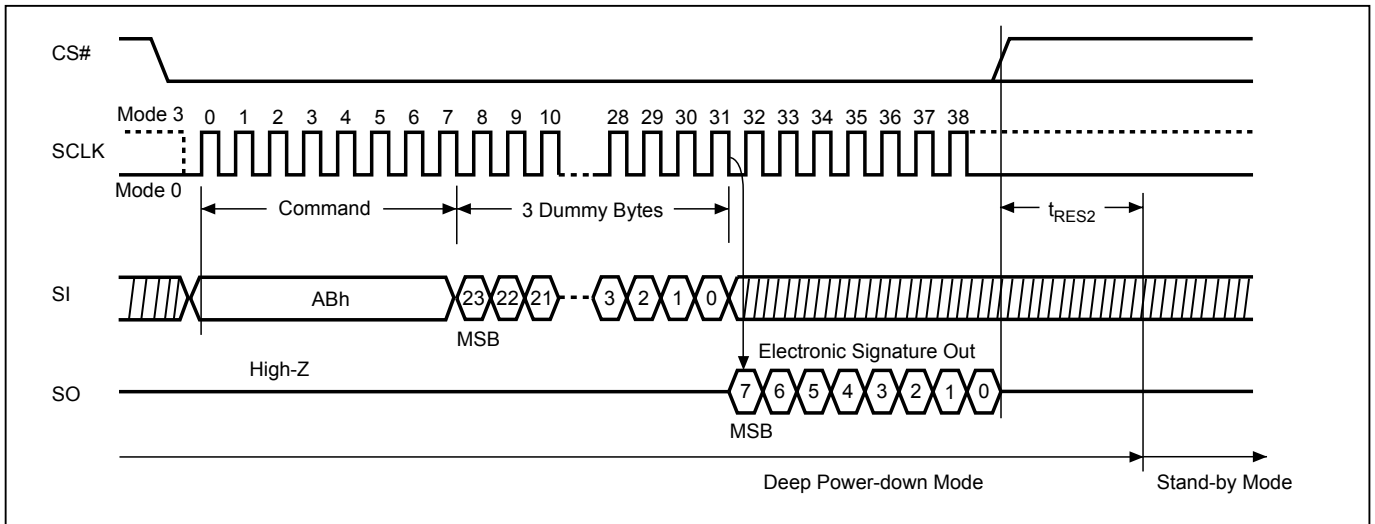 CS#
Mode 3 0 1 2 3 4 5 6 7 8 9 10 28 29 30 31 32 33 34 35 36 37 38
SCLK
Mode 0
Command 3 Dummy Bytes tRES2
SI ABh 23 22 21 3 2 1 0
MSB
High-Z Electronic Signature Out
SO 7 6 5 4 3 2 1 0
MSB
Deep Power-down Mode Stand-by Mode